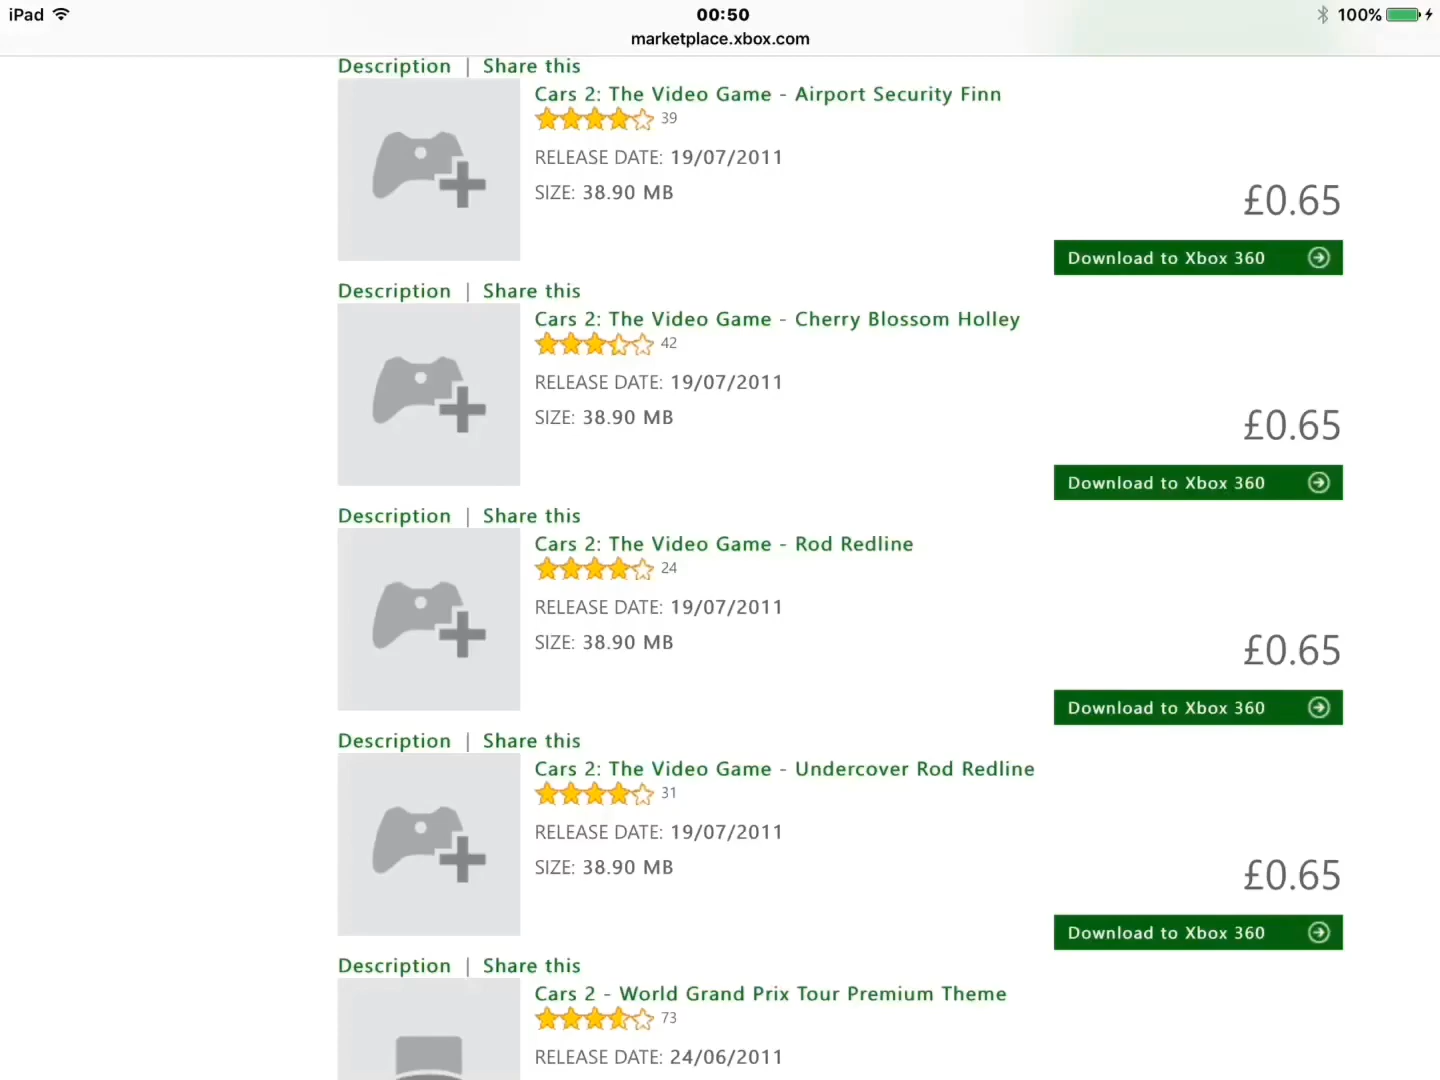 iPad 00:50 100%
marketplace.xbox.com
Description | Share this
Cars 2: The Video Game - Airport Security Finn
39
RELEASE DATE: 19/07/2011
SIZE: 38.90 MB
£0.65
Download to Xbox 360
Description | Share this
Cars 2: The Video Game - Cherry Blossom Holley
42
RELEASE DATE: 19/07/2011
SIZE: 38.90 MB
£0.65
Download to Xbox 360
Description | Share this
Cars 2: The Video Game - Rod Redline
24
RELEASE DATE: 19/07/2011
SIZE: 38.90 MB
£0.65
Download to Xbox 360
Description | Share this
Cars 2: The Video Game - Undercover Rod Redline
31
RELEASE DATE: 19/07/2011
SIZE: 38.90 MB
£0.65
Download to Xbox 360
Description | Share this
Cars 2 - World Grand Prix Tour Premium Theme
73
RELEASE DATE: 24/06/2011